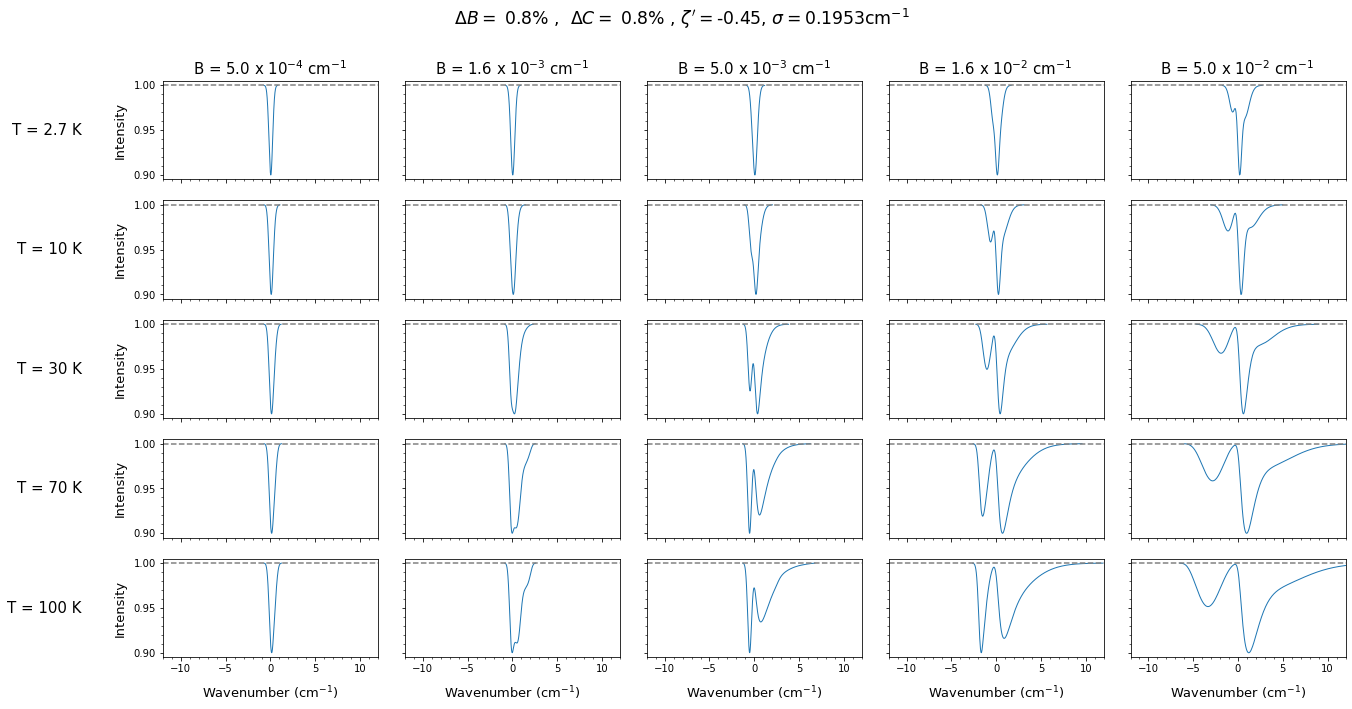 ΔB = 0.8% , ΔC = 0.8% , ζ′ = -0.45, σ = 0.1953cm⁻¹
B = 5.0 x 10⁻⁴ cm⁻¹ B = 1.6 x 10⁻³ cm⁻¹ B = 5.0 x 10⁻³ cm⁻¹ B = 1.6 x 10⁻² cm⁻¹ B = 5.0 x 10⁻² cm⁻¹
1.00
T = 2.7 K Intensity 0.95
0.90
1.00
T = 10 K Intensity 0.95
0.90
1.00
T = 30 K Intensity 0.95
0.90
1.00
T = 70 K Intensity 0.95
0.90
1.00
T = 100 K Intensity 0.95
0.90
−10 −5 0 5 10 −10 −5 0 5 10 −10 −5 0 5 10 −10 −5 0 5 10 −10 −5 0 5 10
Wavenumber (cm⁻¹) Wavenumber (cm⁻¹) Wavenumber (cm⁻¹) Wavenumber (cm⁻¹) Wavenumber (cm⁻¹)